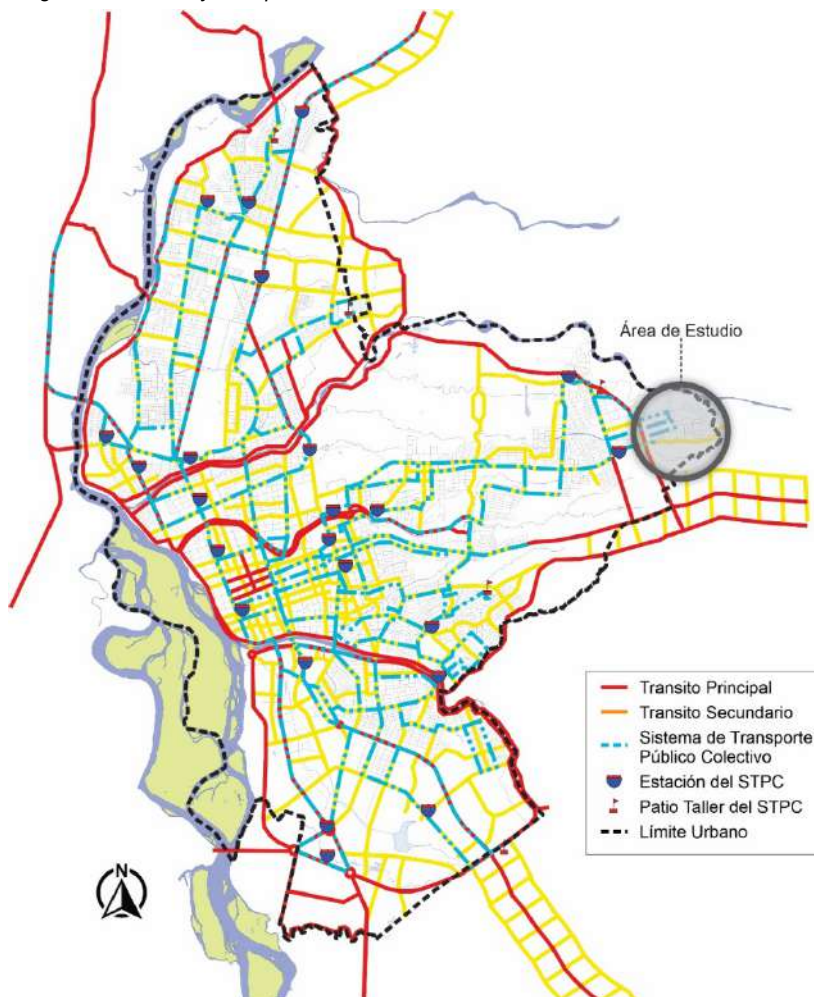 Área de Estudio
Transito Principal
Transito Secundario
Sistema de Transporte
Público Colectivo
Estación del STPC
Patio Taller del STPC
Límite Urbano
N